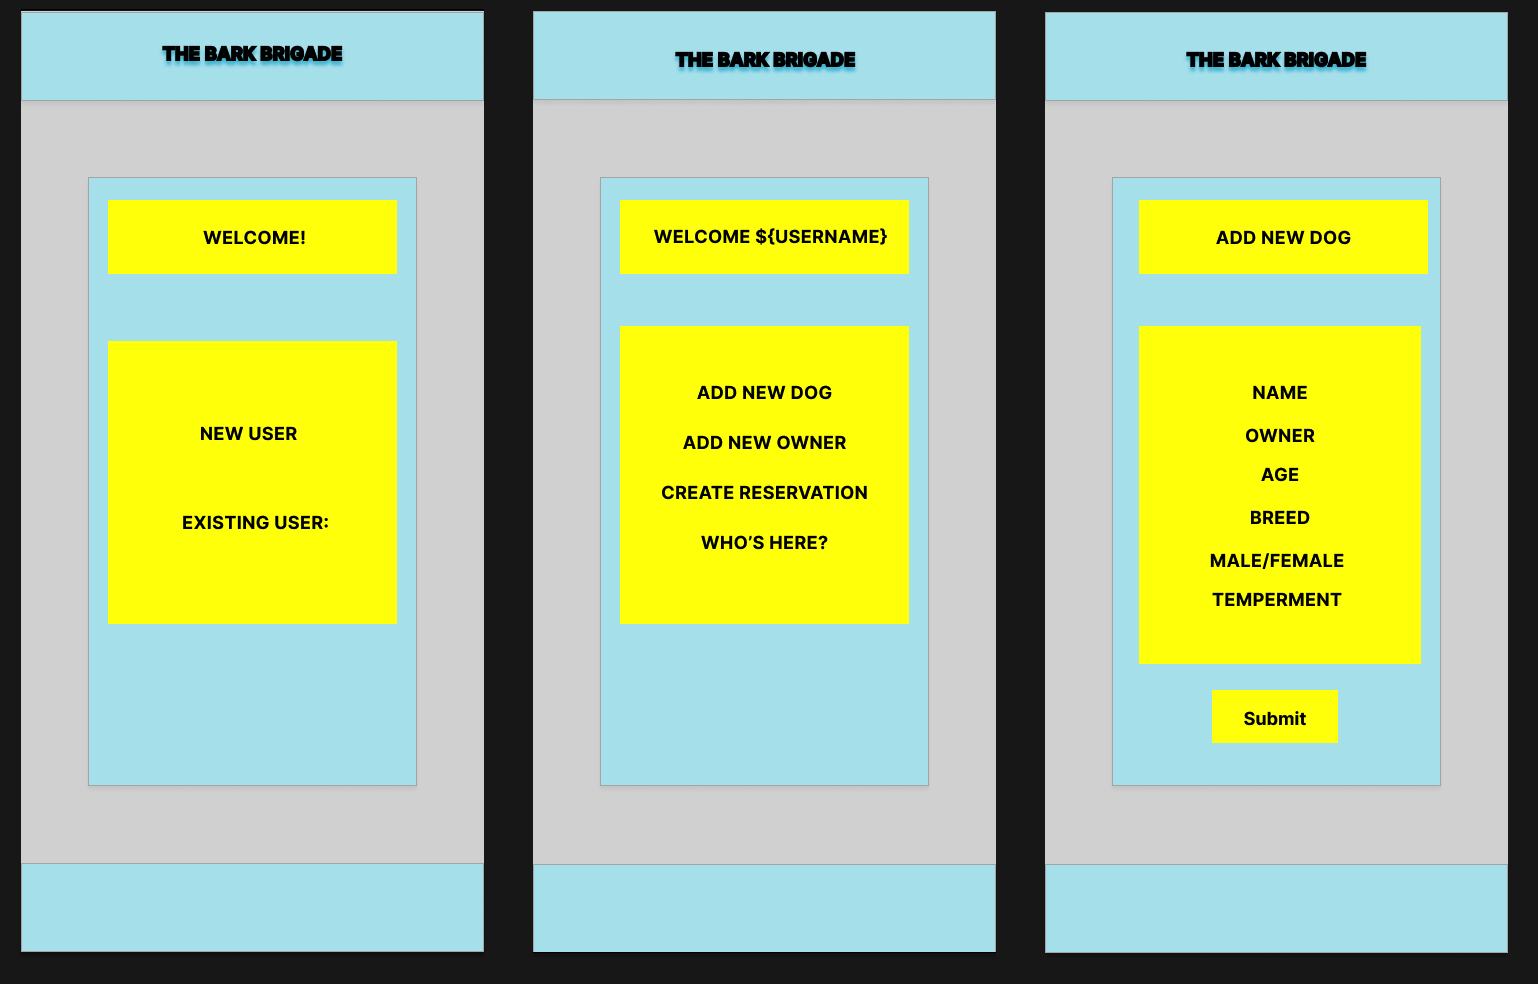 THE BARK BRIGADE
WELCOME!
NEW USER
EXISTING USER:
THE BARK BRIGADE
WELCOME ${USERNAME}
ADD NEW DOG
ADD NEW OWNER
CREATE RESERVATION
WHO’S HERE?
THE BARK BRIGADE
ADD NEW DOG
NAME
OWNER
AGE
BREED
MALE/FEMALE
TEMPERMENT
Submit